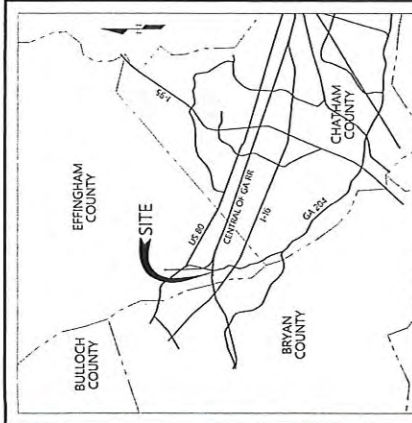 EFFINGHAM
COUNTY
BULLOCH
COUNTY
SITE
I-95
US 80
CENTRAL OF GA RR
I-16
GA 204
CHATHAM
COUNTY
BRYAN
COUNTY